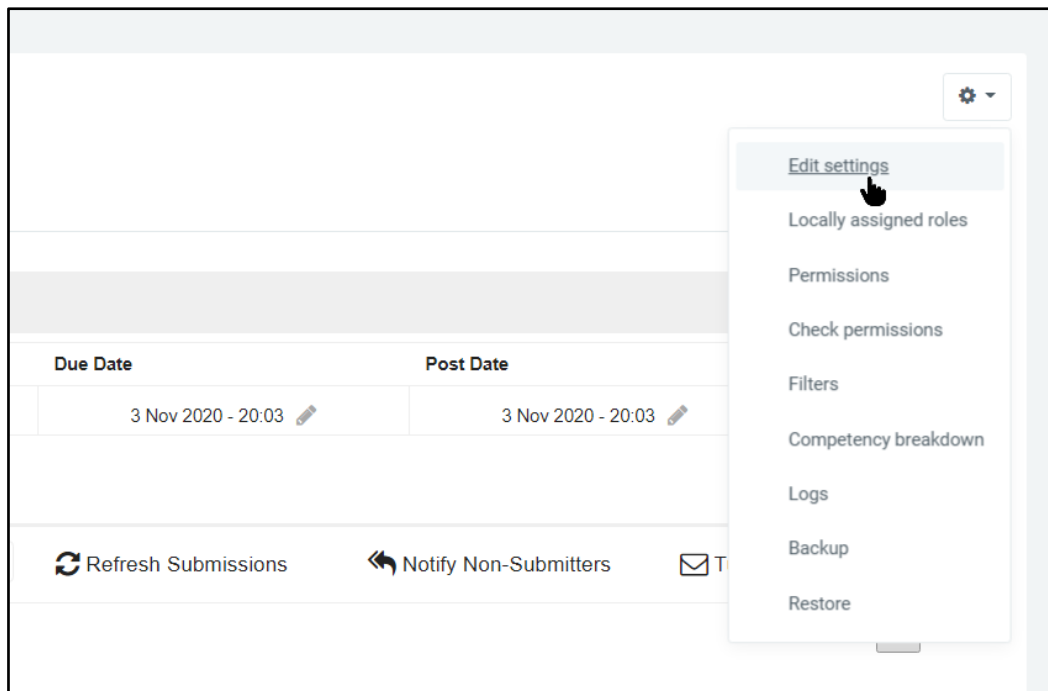 Edit settings
Locally assigned roles
Permissions
Check permissions
Filters
Competency breakdown
Logs
Backup
Restore
Due Date Post Date
3 Nov 2020 - 20:03 3 Nov 2020 - 20:03
Refresh Submissions Notify Non-Submitters